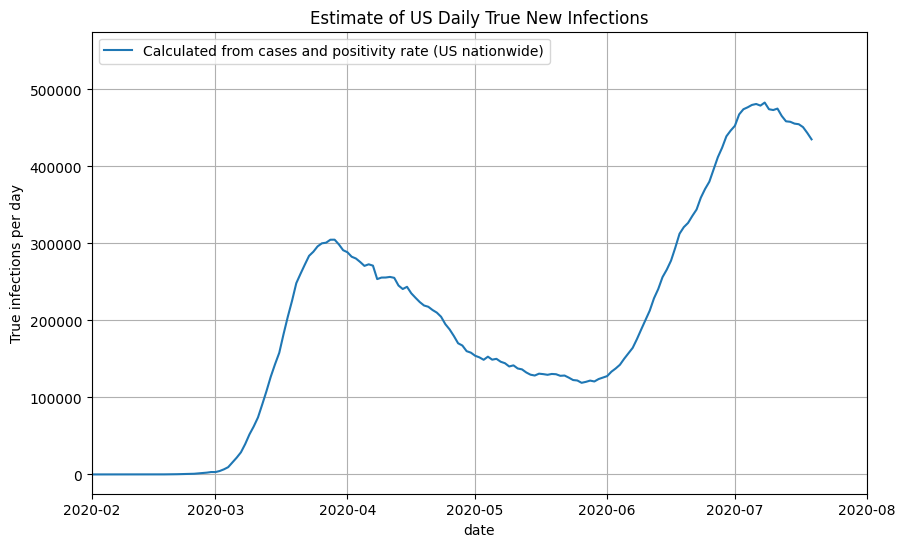 Estimate of US Daily True New Infections
Calculated from cases and positivity rate (US nationwide)
True infections per day
500000
400000
300000
200000
100000
0
2020-02 2020-03 2020-04 2020-05 2020-06 2020-07 2020-08
date